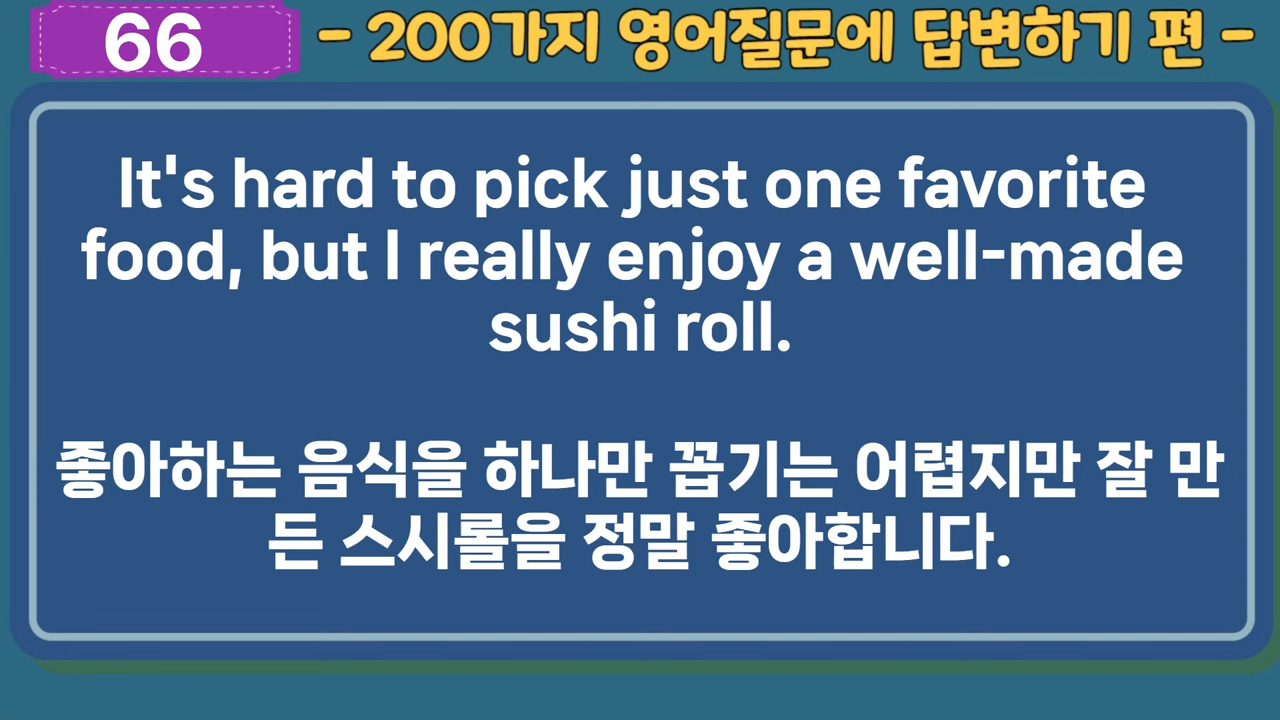 66
- 200가지 영어질문에 답변하기 편 -
It's hard to pick just one favorite
food, but I really enjoy a well-made
sushi roll.
좋아하는 음식을 하나만 꼽기는 어렵지만 잘 만
든 스시롤을 정말 좋아합니다.